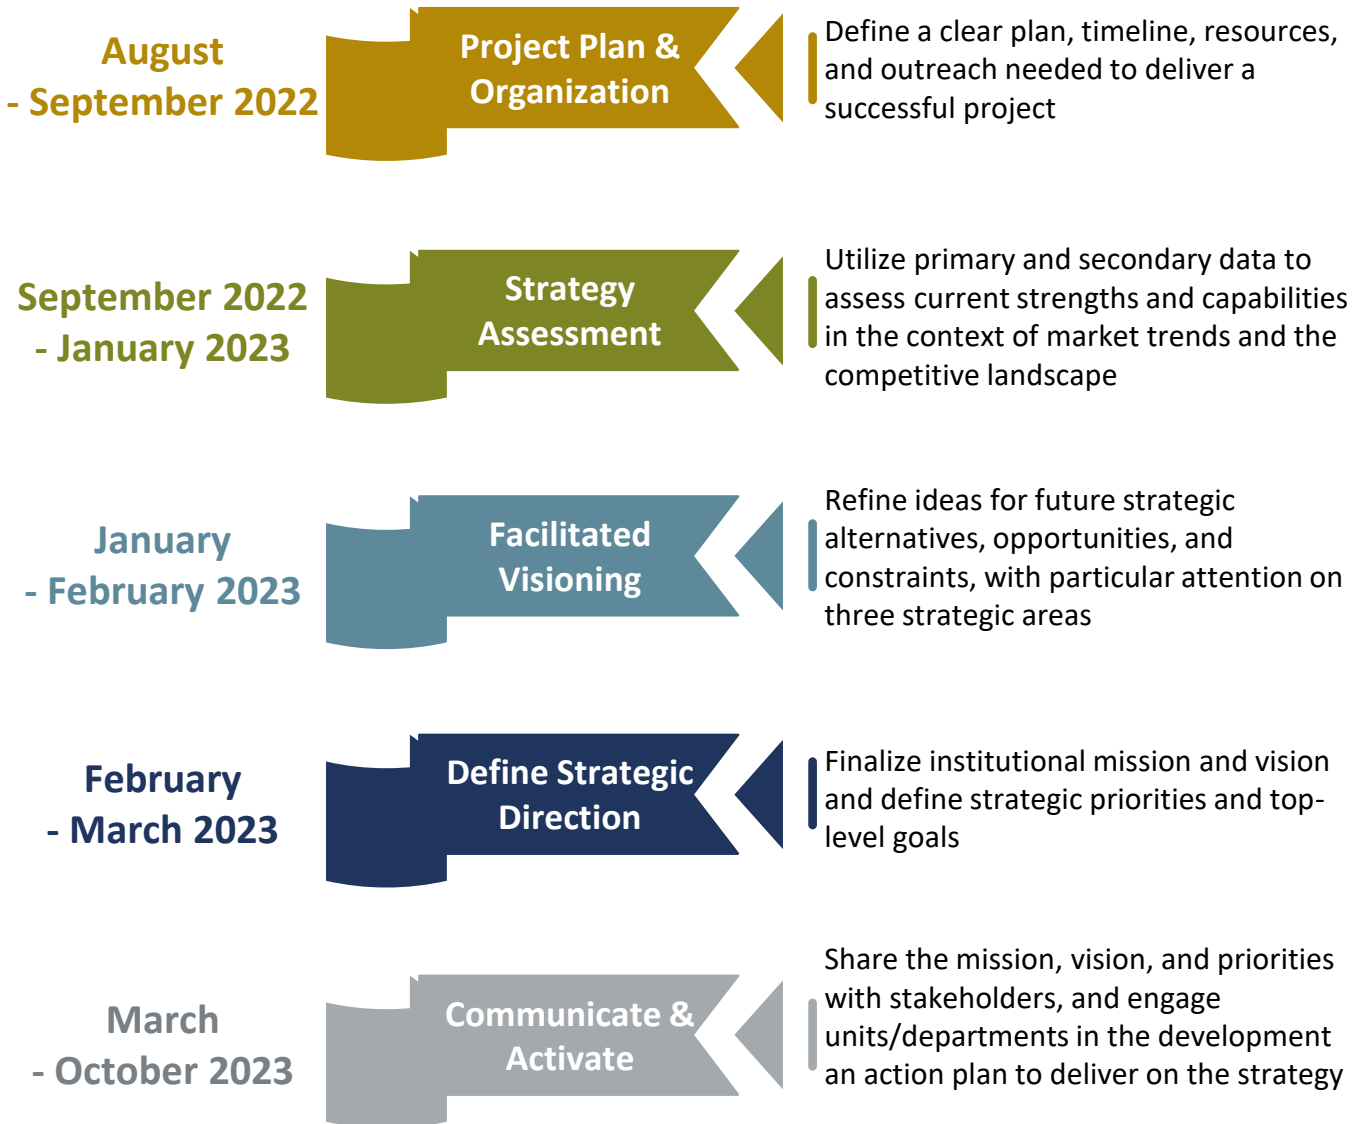 August
- September 2022
Project Plan &
Organization
Define a clear plan, timeline, resources,
and outreach needed to deliver a
successful project
September 2022
- January 2023
Strategy
Assessment
Utilize primary and secondary data to
assess current strengths and capabilities
in the context of market trends and the
competitive landscape
January
- February 2023
Facilitated
Visioning
Refine ideas for future strategic
alternatives, opportunities, and
constraints, with particular attention on
three strategic areas
February
- March 2023
Define Strategic
Direction
Finalize institutional mission and vision
and define strategic priorities and top-
level goals
March
- October 2023
Communicate &
Activate
Share the mission, vision, and priorities
with stakeholders, and engage
units/departments in the development
an action plan to deliver on the strategy